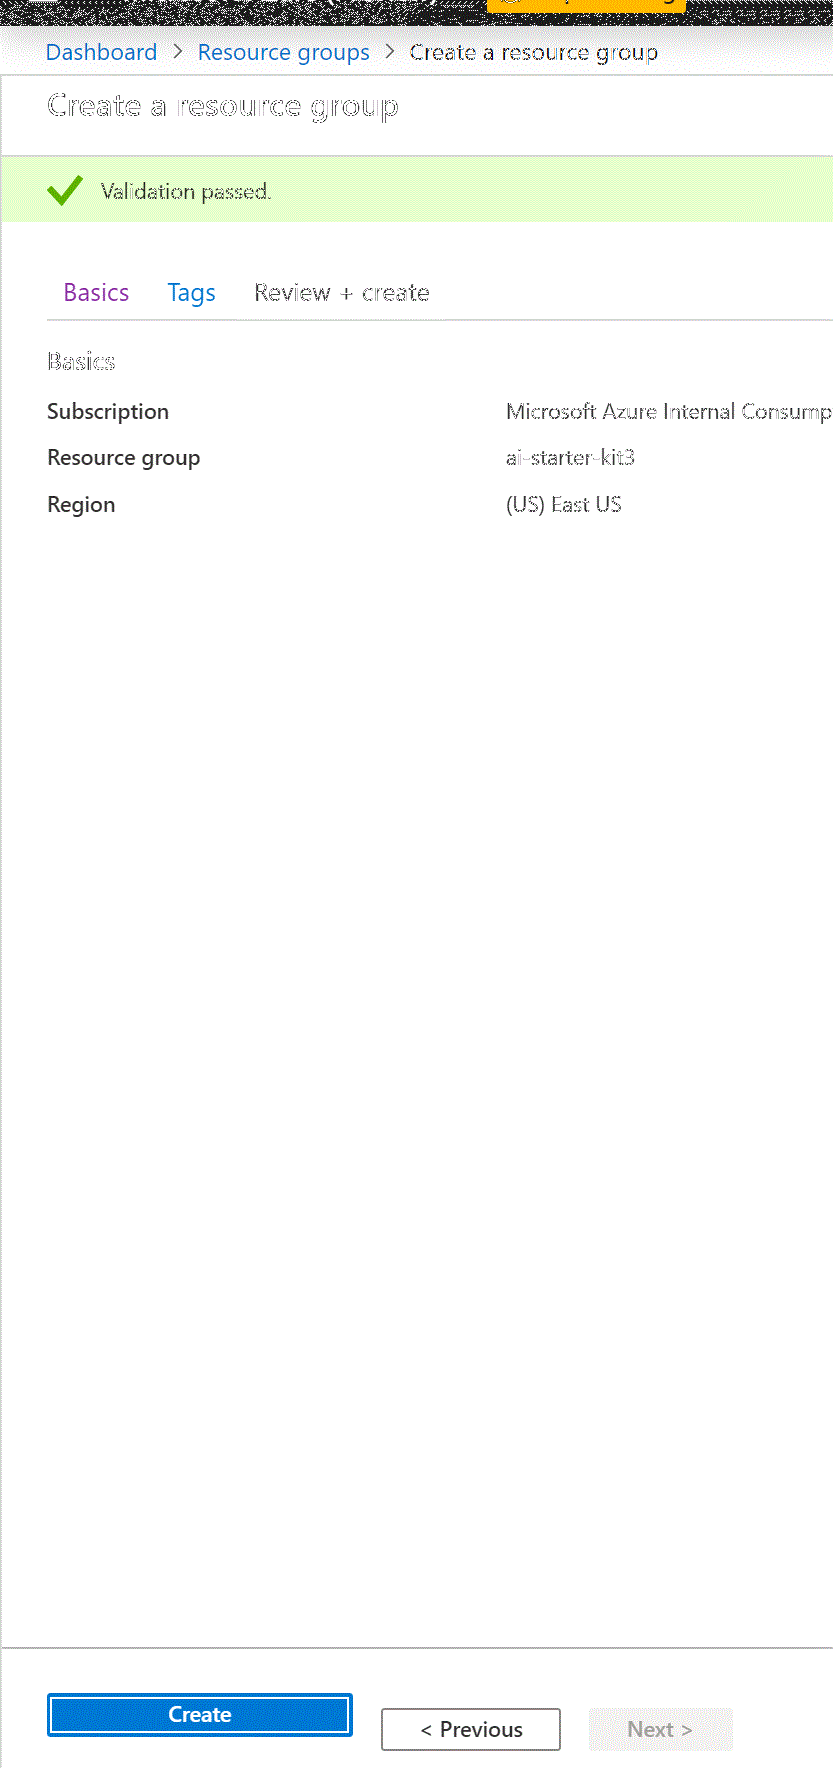 Dashboard > Resource groups > Create a resource group
Create a resource group
Validation passed.
Basics Tags Review + create
Basics
Subscription Microsoft Azure Internal Consump
Resource group ai-starter-kit3
Region (US) East US
Create < Previous Next >